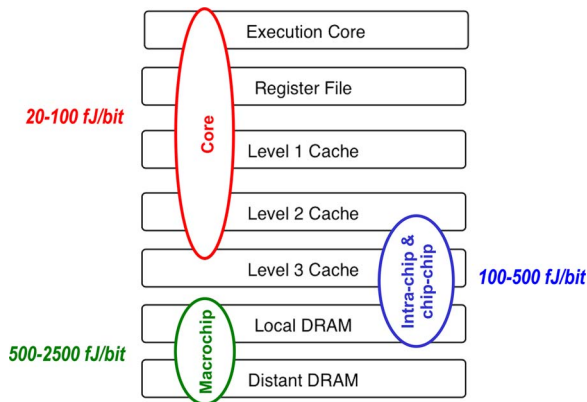 Execution Core
Register File
20-100 fJ/bit
Core
Level 1 Cache
Level 2 Cache
Level 3 Cache
Intra-chip &
chip-chip
100-500 fJ/bit
Local DRAM
Macrochip
500-2500 fJ/bit
Distant DRAM